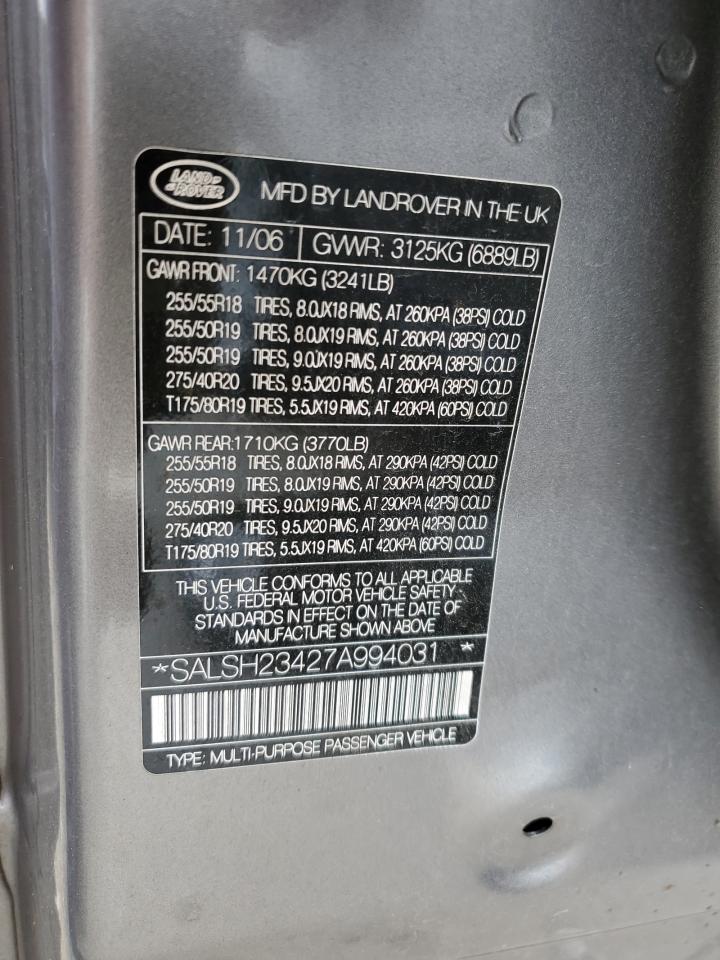 LAND-
-ROVER
MFD BY LANDROVER IN THE UK
DATE: 11/06 GVWR: 3125KG (6889LB)
GAWR FRONT: 1470KG (3241LB)
255/55R18 TIRES, 8.0JX18 RIMS, AT 260KPA (38PSI) COLD
255/50R19 TIRES, 8.0JX19 RIMS, AT 260KPA (38PSI) COLD
255/50R19 TIRES, 9.0JX19 RIMS, AT 260KPA (38PSI) COLD
275/40R20 TIRES, 9.5JX20 RIMS, AT 260KPA (38PSI) COLD
T175/80R19 TIRES, 5.5JX19 RIMS, AT 420KPA (60PSI) COLD
GAWR REAR:1710KG (3770LB)
255/55R18 TIRES, 8.0JX18 RIMS, AT 290KPA (42PSI) COLD
255/50R19 TIRES, 8.0JX19 RIMS, AT 290KPA (42PSI) COLD
255/50R19 TIRES, 9.0JX19 RIMS, AT 290KPA (42PSI) COLD
275/40R20 TIRES, 9.5JX20 RIMS, AT 290KPA (42PSI) COLD
T175/80R19 TIRES, 5.5JX19 RIMS, AT 420KPA (60PSI) COLD
THIS VEHICLE CONFORMS TO ALL APPLICABLE
U.S. FEDERAL MOTOR VEHICLE SAFETY
STANDARDS IN EFFECT ON THE DATE OF
MANUFACTURE SHOWN ABOVE
*SALSH23427A994031 *
TYPE: MULTI-PURPOSE PASSENGER VEHICLE